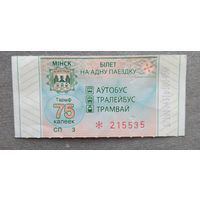 МІНСК
БІЛЕТ
НА АДНУ ПАЕЗДКУ
Тарыф
75
капеек
СП 3
АЎТОБУС
ТРАЛЕЙБУС
ТРАМВАЙ
* 215535